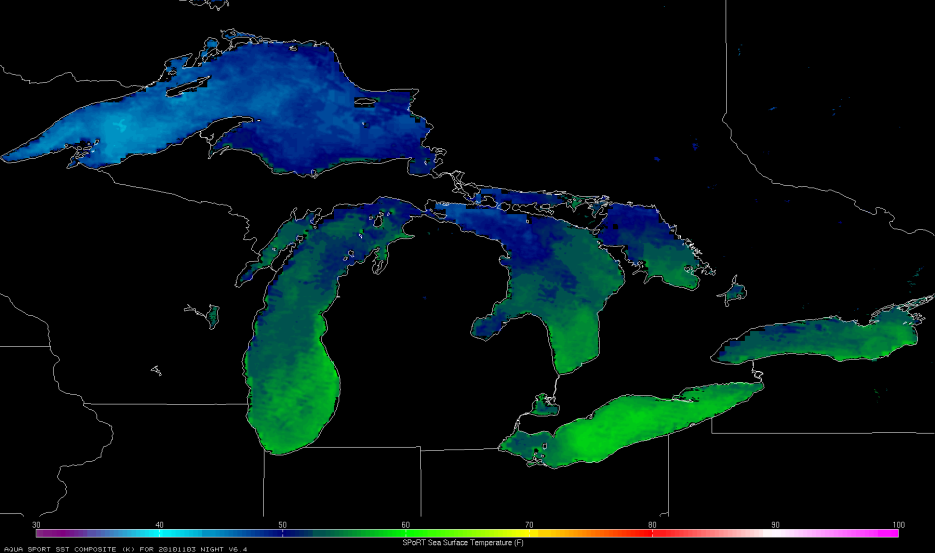 30 40 50 60 70 80 90 100
SPoRT Sea Surface Temperature (F)
AQUA SPORT SST COMPOSITE (K) FOR 20101103 NIGHT V6.4